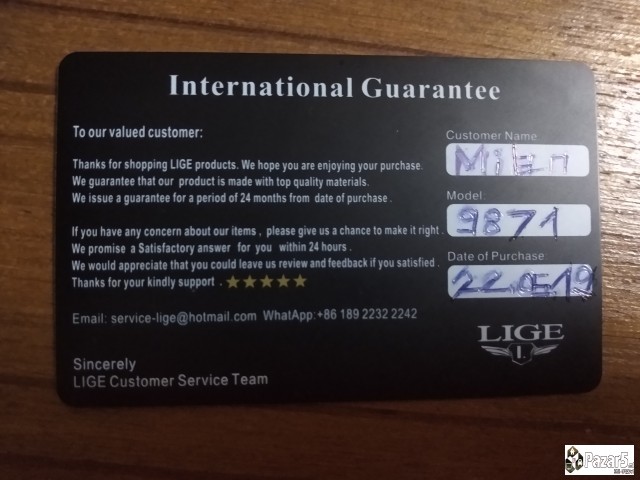 International Guarantee
To our valued customer:
Thanks for shopping LIGE products. We hope you are enjoying your purchase.
We guarantee that our product is made with top quality materials.
We issue a guarantee for a period of 24 months from date of purchase.
If you have any concern about our items , please give us a chance to make it right .
We promise a Satisfactory answer for you within 24 hours .
We would appreciate that you could leave us review and feedback if you satisfied .
Thanks for your kindly support . ★★★★★
Email: service-lige@hotmail.com WhatApp:+86 189 2232 2242
Sincerely
LIGE Customer Service Team
Customer Name
Milen
Model
9871
Date of Purchase
22.05.19
LIGE
L
Pazar5